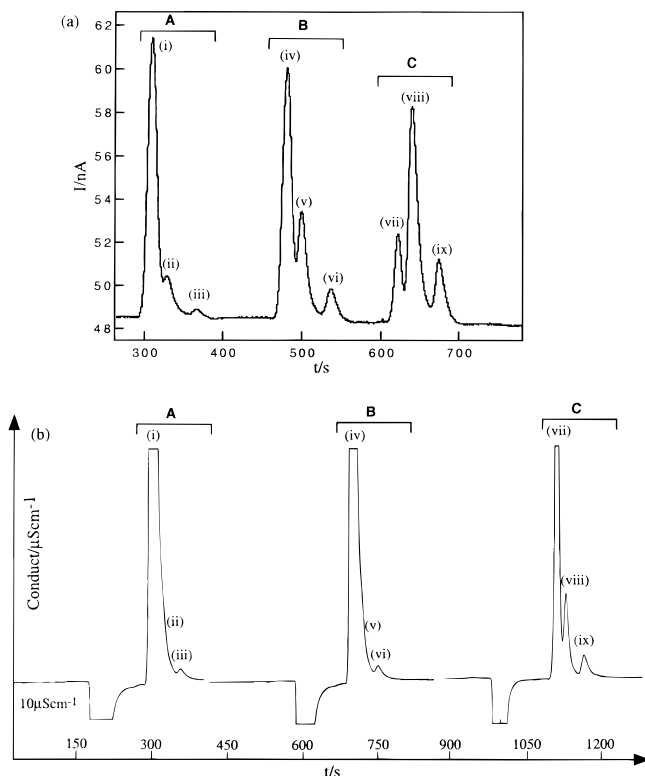 (a)
A
B
C
(i)
(ii)
(iii)
(iv)
(v)
(vi)
(vii)
(viii)
(ix)
62
60
58
56
54
52
50
48
I/nA
300 400 500 600 700
t/s
(b)
A
B
C
(i)
(ii)
(iii)
(iv)
(v)
(vi)
(vii)
(viii)
(ix)
Conduct/μScm⁻¹
10μScm⁻¹
150 300 450 600 750 900 1050 1200
t/s